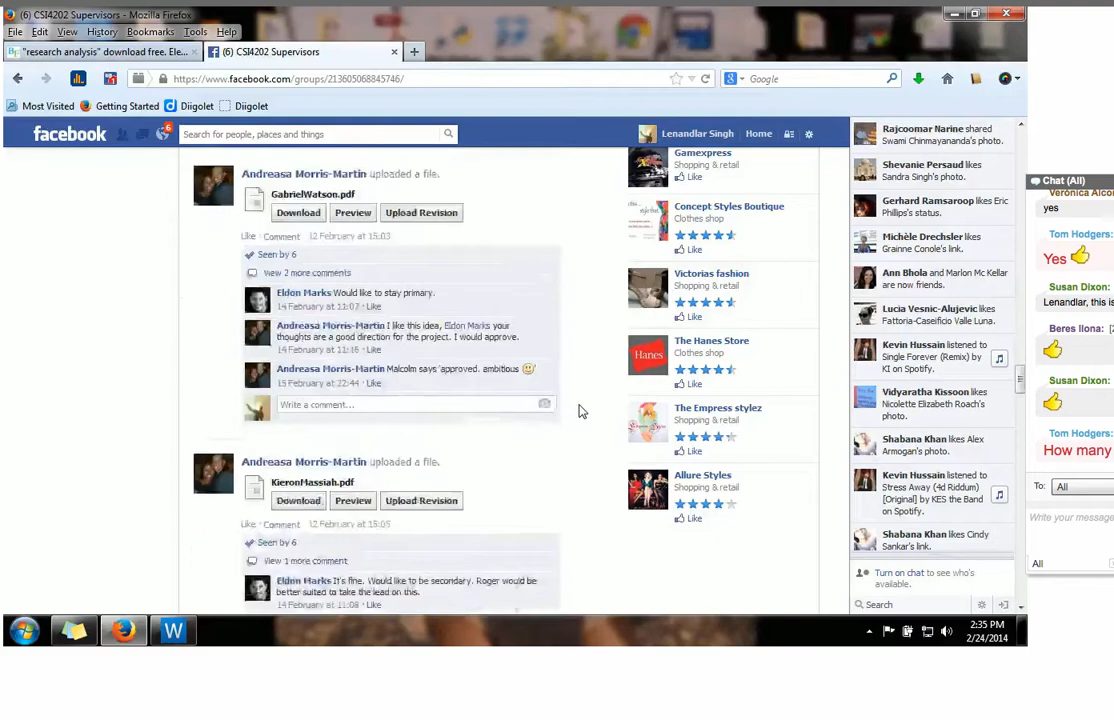 (6) CSI4202 Supervisors - Mozilla Firefox
File Edit View History Bookmarks Tools Help
"research analysis" download free. Ele...
(6) CSI4202 Supervisors
https://www.facebook.com/groups/213605068845746/
Google
Most Visited Getting Started Diigolet Diigolet
facebook
6
Search for people, places and things
Lenandlar Singh Home
Andreasa Morris-Martin uploaded a file.
GabrielWatson.pdf
Download Preview Upload Revision
Like · Comment 12 February at 15:03
Seen by 6
View 2 more comments
Eldon Marks Would like to stay primary.
14 February at 11:07 · Like
Andreasa Morris-Martin I like this idea, Eldon Marks your
thoughts are a good direction for the project. I would approve.
14 February at 11:16 · Like
Andreasa Morris-Martin Malcolm says 'approved. ambitious
15 February at 22:44 · Like
Write a comment...
Andreasa Morris-Martin uploaded a file.
KieronMassiah.pdf
Download Preview Upload Revision
Like · Comment 12 February at 15:05
Seen by 6
View 1 more comment
Eldon Marks It's fine. Would like to be secondary. Roger would be
better suited to take the lead on this.
14 February at 11:08 · Like
Gamexpress
Shopping & retail
Like
Concept Styles Boutique
Clothes shop
Like
Victorias fashion
Shopping & retail
Like
The Hanes Store
Hanes
Clothes shop
Like
The Empress stylez
Shopping & retail
Like
Allure Styles
Shopping & retail
Like
Rajcoomar Narine shared
Swami Chinmayananda's photo.
Shevanie Persaud likes
Sandra Singh's photo.
Gerhard Ramsaroop likes Eric
Phillips's status.
Michèle Drechsler likes
Grainne Conole's link.
Ann Bhola and Marlon Mc Kellar
are now friends.
Lucia Vesnic-Alujevic likes
Fattoria-Caseificio Valle Luna.
Kevin Hussain listened to
Single Forever (Remix) by
KI on Spotify.
Vidyaratha Kissoon likes
Nicolette Elizabeth Roach's
photo.
Shabana Khan likes Alex
Armogan's photo.
Kevin Hussain listened to
Stress Away (4d Riddum)
[Original] by KES the Band
on Spotify.
Shabana Khan likes Cindy
Sankar's link.
Turn on chat to see who's
available.
Search
Chat (All)
Verónica Alcon
yes
Tom Hodgers:
Yes
Susan Dixon:
Lenandlar, this is
Beres Ilona: [2
Susan Dixon:
Tom Hodgers:
How many
To: All
Write your message
All
2:35 PM
2/24/2014